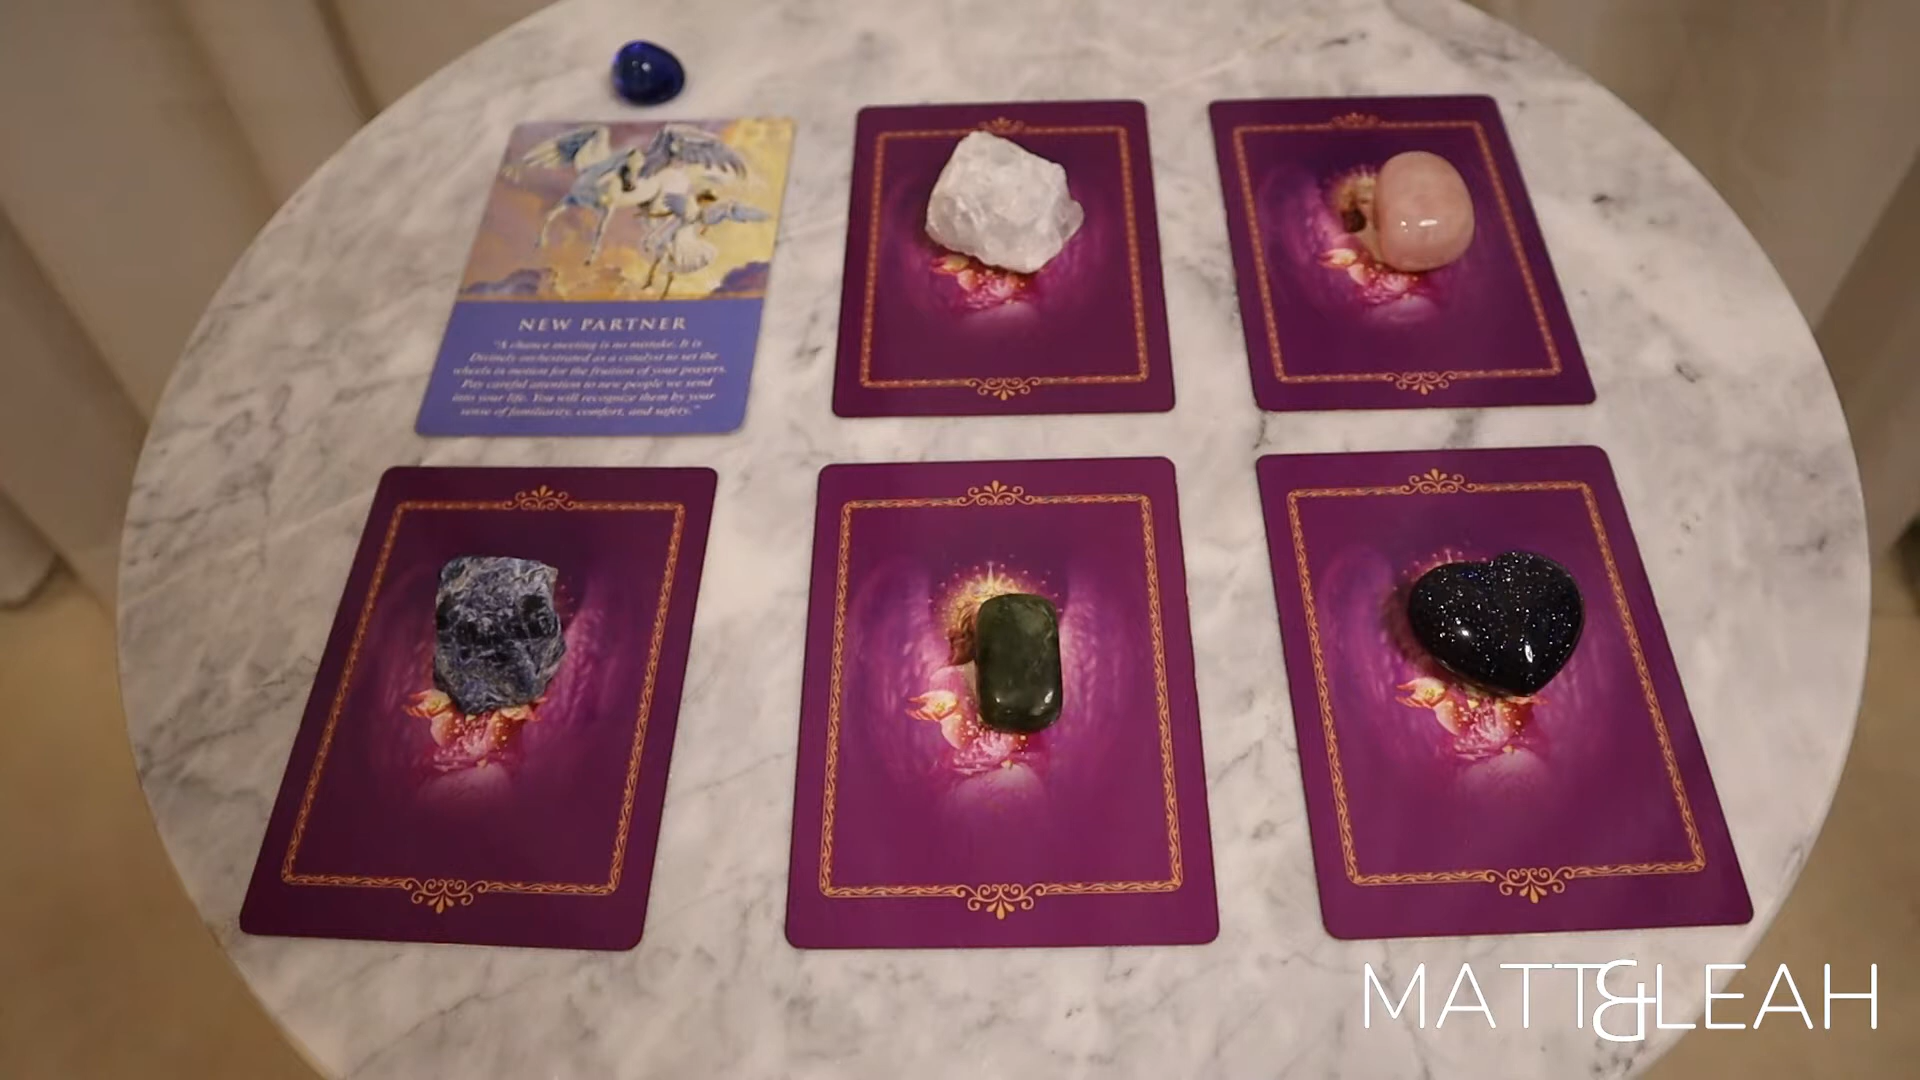 NEW PARTNER
"A chance meeting is no mistake. It is
Divinely orchestrated as a catalyst to set the
wheels in motion for the fruition of your prayers.
Pay careful attention to new people we send
into your life. You will recognize them by your
sense of familiarity, comfort, and safety."
MATT&LEAH